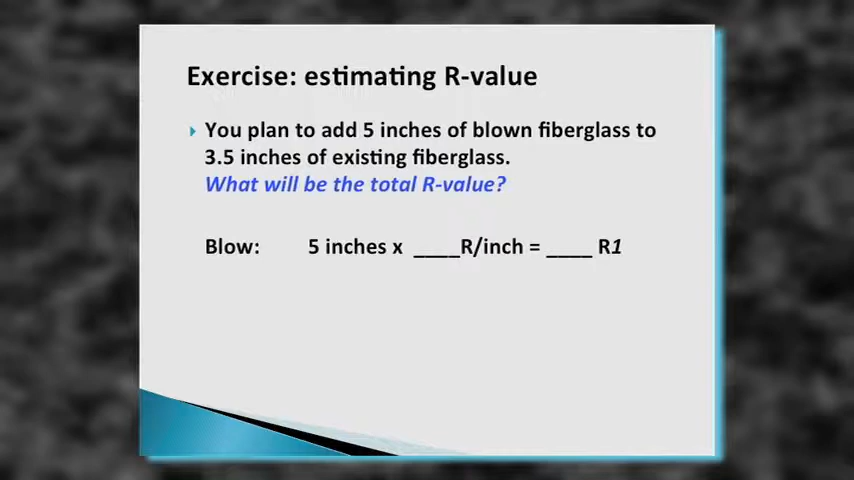 Exercise: estimating R-value
You plan to add 5 inches of blown fiberglass to
3.5 inches of existing fiberglass.
What will be the total R-value?
Blow: 5 inches x ____R/inch = ____ R1